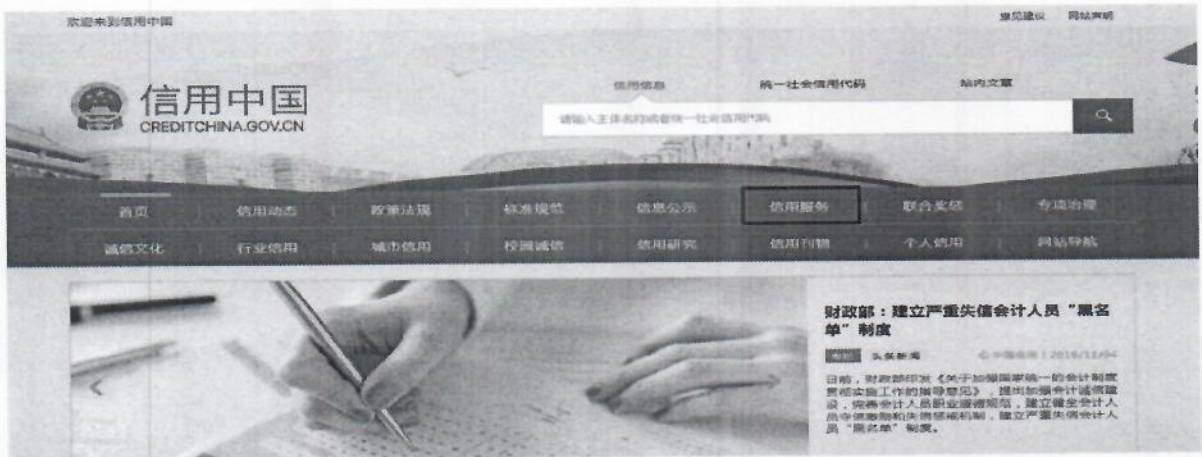 欢迎来到信用中国
意见建议 网站声明
信用中国
CREDITCHINA.GOV.CN
信用信息 统一社会信用代码 站内文章
请输入主体名称或者统一社会信用代码
首页 信用动态 政策法规 标准规范 信息公示 信用服务 联合奖惩 专项治理
诚信文化 行业信用 城市信用 校园诚信 信用研究 信用刊物 个人信用 网站导航
财政部：建立严重失信会计人员“黑名
单”制度
头条新闻 中国信用 | 2019/11/04
日前，财政部印发《关于加强国家统一的会计制度
贯彻实施工作的指导意见》，提出加强会计诚信建
设，完善会计人员职业道德规范，建立健全会计人
员守信激励和失信惩戒机制，建立严重失信会计人
员“黑名单”制度。